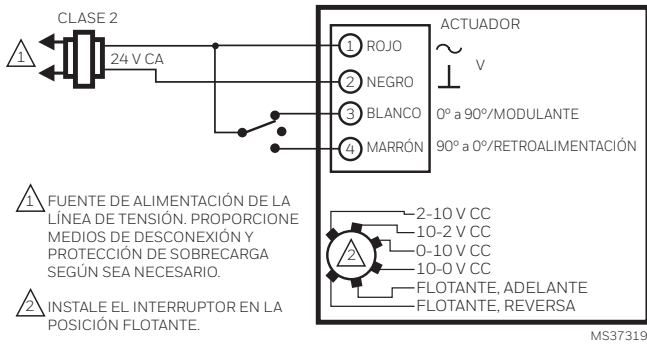 CLASE 2
1
24 V CA
ACTUADOR
1 ROJO
2 NEGRO
V
3 BLANCO 0º a 90º/MODULANTE
4 MARRÓN 90º a 0º/RETROALIMENTACIÓN
1 FUENTE DE ALIMENTACIÓN DE LA
LÍNEA DE TENSIÓN. PROPORCIONE
MEDIOS DE DESCONEXIÓN Y
PROTECCIÓN DE SOBRECARGA
SEGÚN SEA NECESARIO.
2 INSTALE EL INTERRUPTOR EN LA
POSICIÓN FLOTANTE.
2
2-10 V CC
10-2 V CC
0-10 V CC
10-0 V CC
FLOTANTE, ADELANTE
FLOTANTE, REVERSA
MS37319